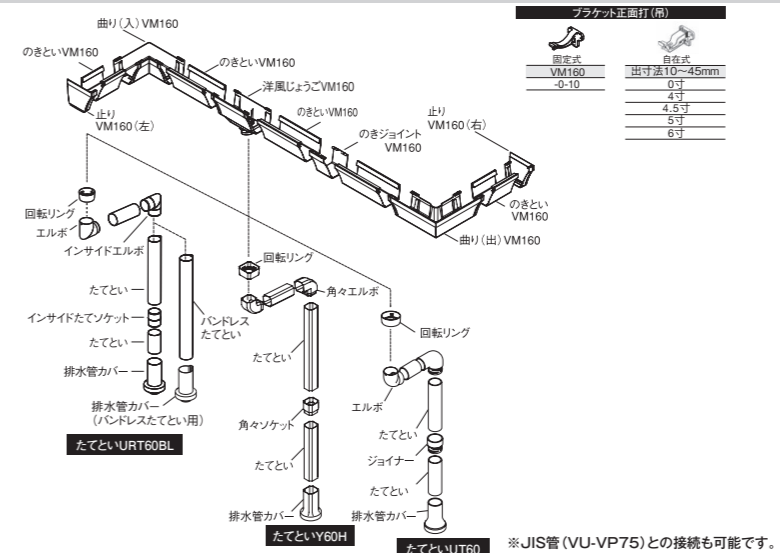 曲り（入）VM160
のきといVM160
のきといVM160
洋風じょうごVM160
のきといVM160
止り
VM160（左）
のきジョイント
VM160
止り
VM160（右）
のきとい
VM160
曲り（出）VM160
ブラケット正面打（吊）
固定式
VM160
-0-10
自在式
出寸法10～45mm
0寸
4寸
4.5寸
5寸
6寸
回転リング
エルボ
インサイドエルボ
たてとい
インサイドたてソケット
たてとい
排水管カバー
バンドレス
たてとい
排水管カバー
（バンドレスたてとい用）
たてといURT60BL
回転リング
角々エルボ
たてとい
角々ソケット
たてとい
排水管カバー
たてといY60H
回転リング
エルボ
たてとい
ジョイナー
たてとい
排水管カバー
たてといUT60
※JIS管（VU-VP75）との接続も可能です。